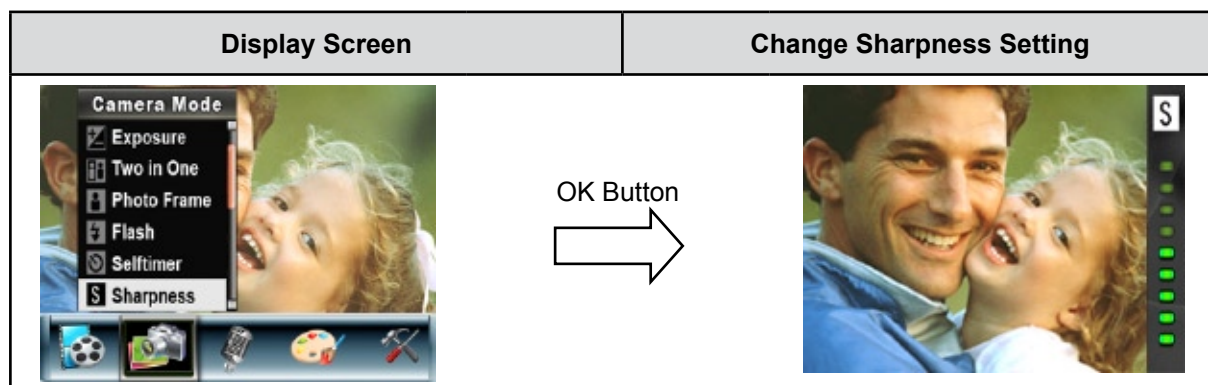 Display Screen
Change Sharpness Setting
Camera Mode
Exposure
Two in One
Photo Frame
Flash
Selftimer
S Sharpness
OK Button
S